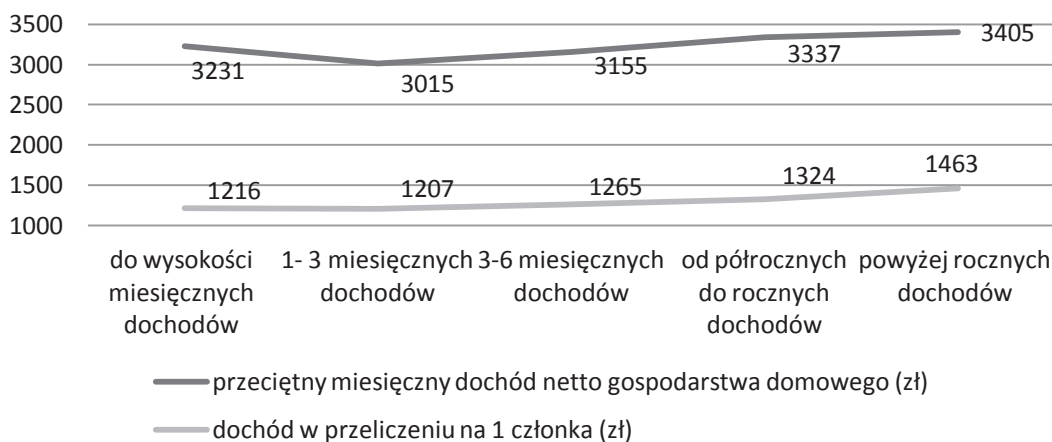 3500
3000
2500
2000
1500
1000
3231
3015
3155
3337
3405
1216
1207
1265
1324
1463
do wysokości
miesięcznych
dochodów
1- 3 miesięcznych
dochodów
3-6 miesięcznych
dochodów
od półrocznych
do rocznych
dochodów
powyżej rocznych
dochodów
przeciętny miesięczny dochód netto gospodarstwa domowego (zł)
dochód w przeliczeniu na 1 członka (zł)